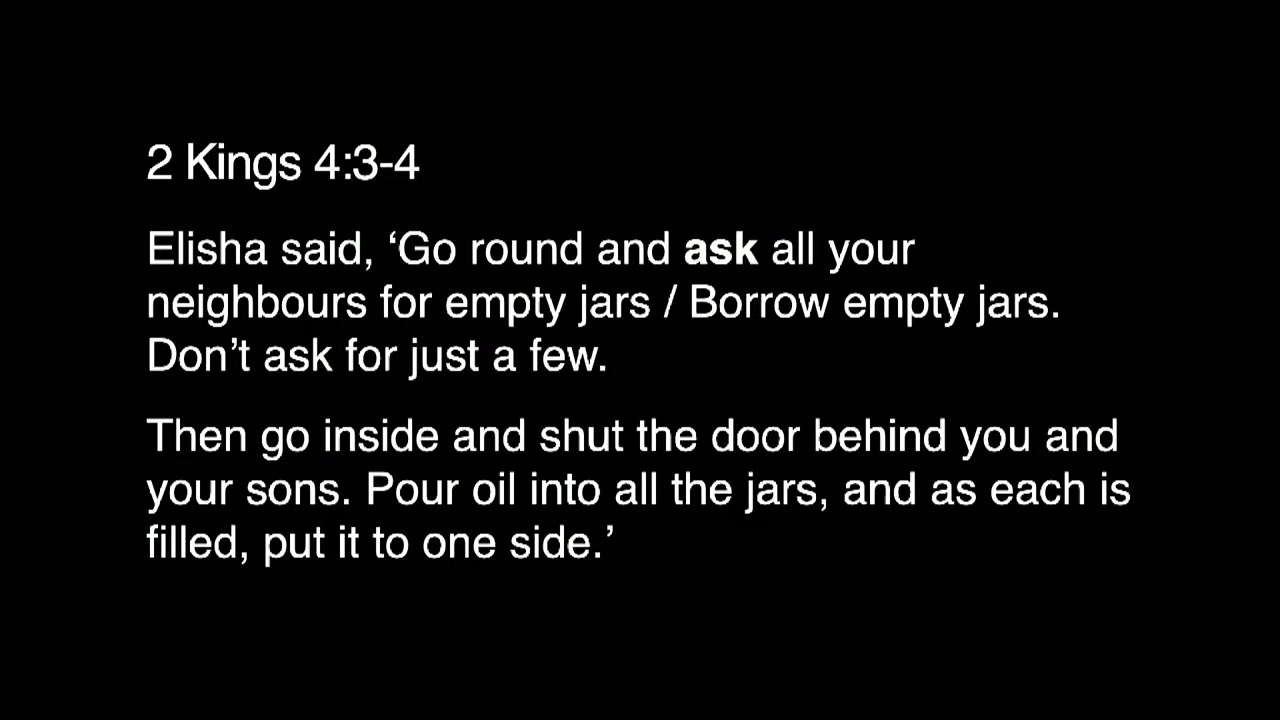 2 Kings 4:3-4
Elisha said, ‘Go round and ask all your
neighbours for empty jars / Borrow empty jars.
Don’t ask for just a few.
Then go inside and shut the door behind you and
your sons. Pour oil into all the jars, and as each is
filled, put it to one side.’